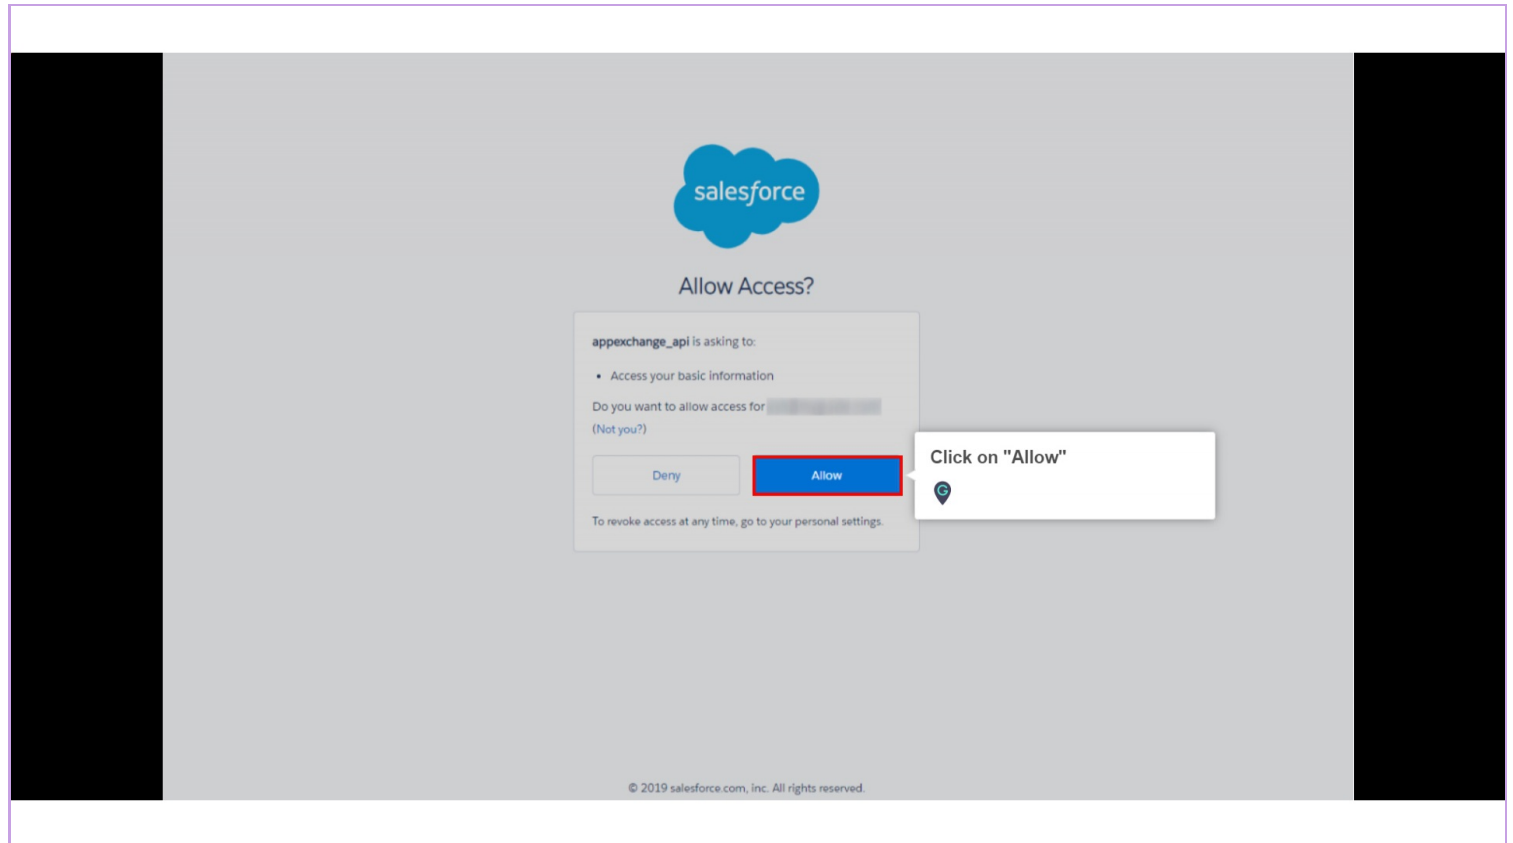 salesforce
Allow Access?
appexchange_api is asking to:
• Access your basic information
Do you want to allow access for
(Not you?)
Deny
Allow
Click on "Allow"
G
To revoke access at any time, go to your personal settings.
© 2019 salesforce.com, inc. All rights reserved.